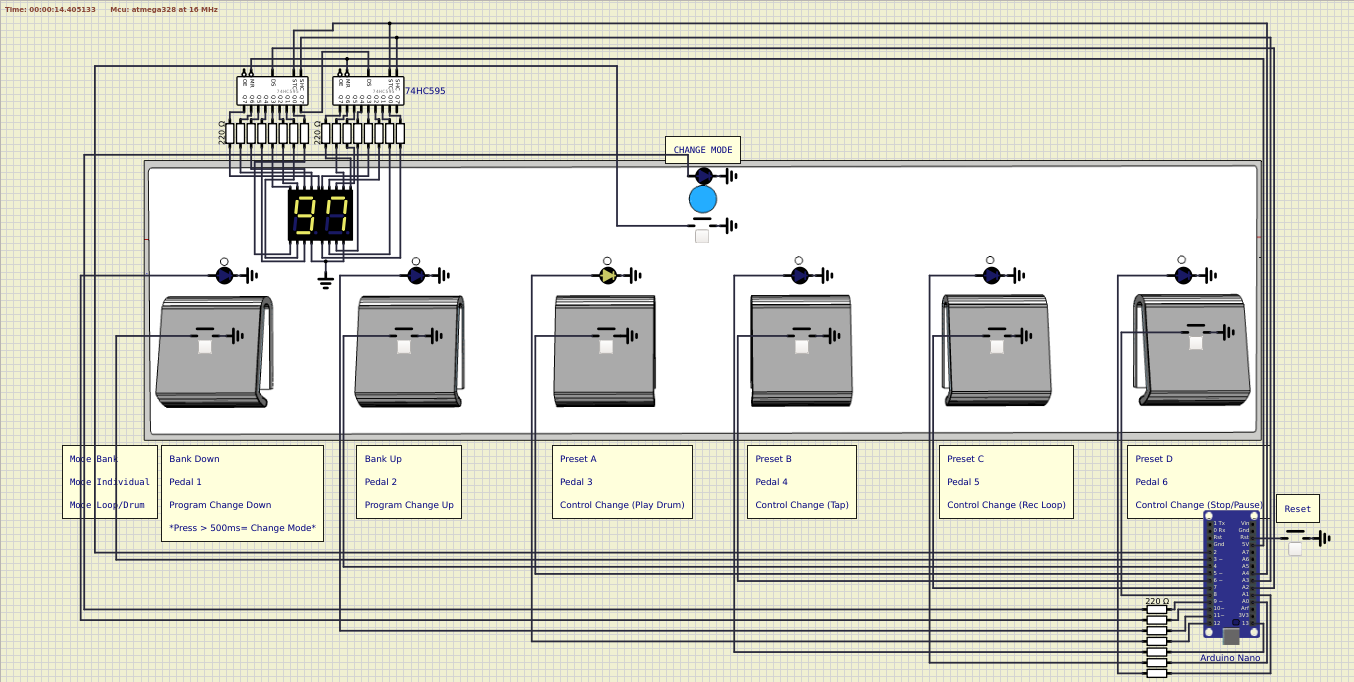 Time: 00:00:14.405133 Mcu: atmega328 at 16 MHz
74HC595
220 Ω
220 Ω
CHANGE MODE
97
Mode Bank
Mode Individual
Mode Loop/Drum
Bank Down
Pedal 1
Program Change Down
*Press > 500ms= Change Mode*
Bank Up
Pedal 2
Program Change Up
Preset A
Pedal 3
Control Change (Play Drum)
Preset B
Pedal 4
Control Change (Tap)
Preset C
Pedal 5
Control Change (Rec Loop)
Preset D
Pedal 6
Control Change (Stop/Pause)
Reset
1 Tx Vin
0 Rx Gnd
Rst Rst
Gnd 5V
2 A7
3 ~ A6
4 A5
5 ~ A4
6 ~ A3
7 A2
8 A1
9 ~ A0
10~ Arf
11~ 3V3
12 13
220 Ω
Arduino Nano